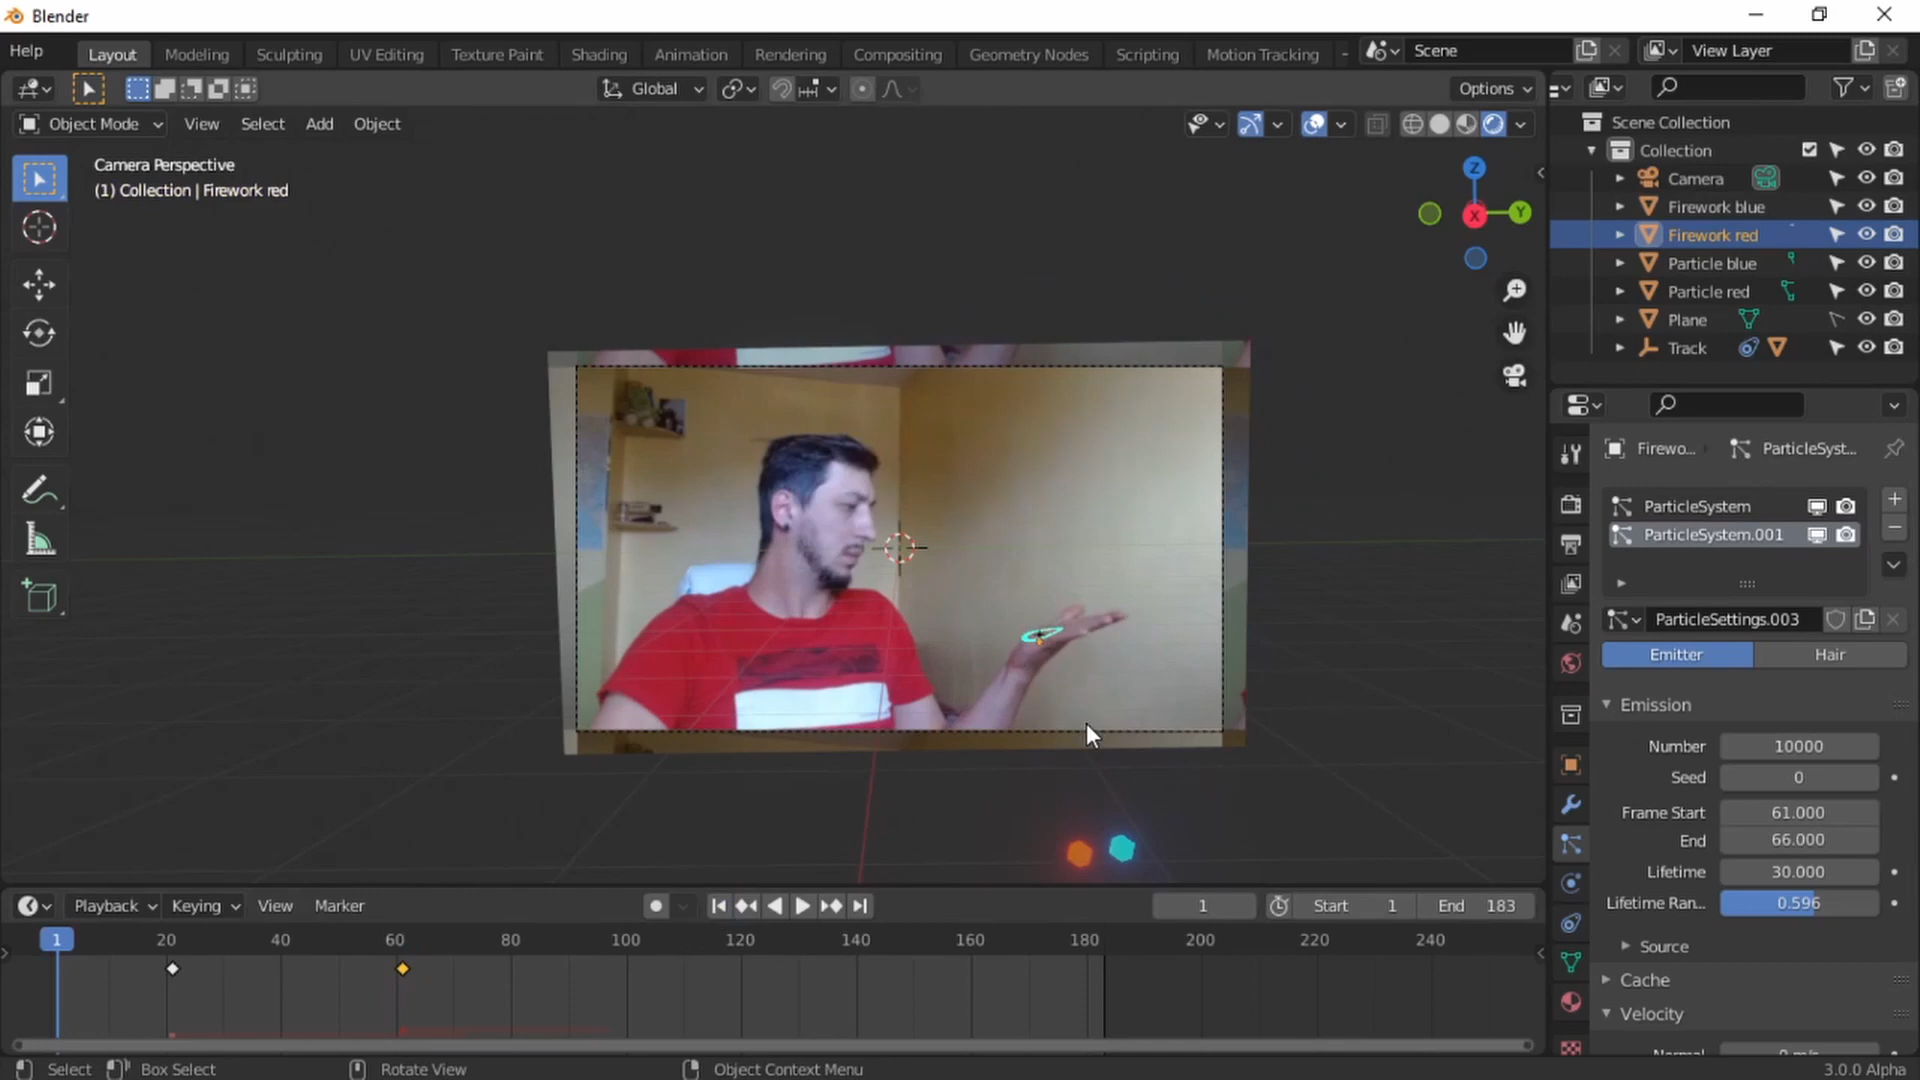 Blender
Help
Layout
Modeling
Sculpting
UV Editing
Texture Paint
Shading
Animation
Rendering
Compositing
Geometry Nodes
Scripting
Motion Tracking
Scene
View Layer
Global
Options
Object Mode
View
Select
Add
Object
Camera Perspective
(1) Collection | Firework red
Z
X
Y
Scene Collection
Collection
Camera
Firework blue
Firework red
Particle blue
Particle red
Plane
Track
Firewo...
ParticleSyst...
ParticleSystem
ParticleSystem.001
ParticleSettings.003
Emitter
Hair
Emission
Number 10000
Seed 0
Frame Start 61.000
End 66.000
Lifetime 30.000
Lifetime Ran... 0.596
Source
Cache
Velocity
Playback
Keying
View
Marker
1
Start 1
End 183
1 20 40 60 80 100 120 140 160 180 200 220 240
Select
Box Select
Rotate View
Object Context Menu
3.0.0 Alpha